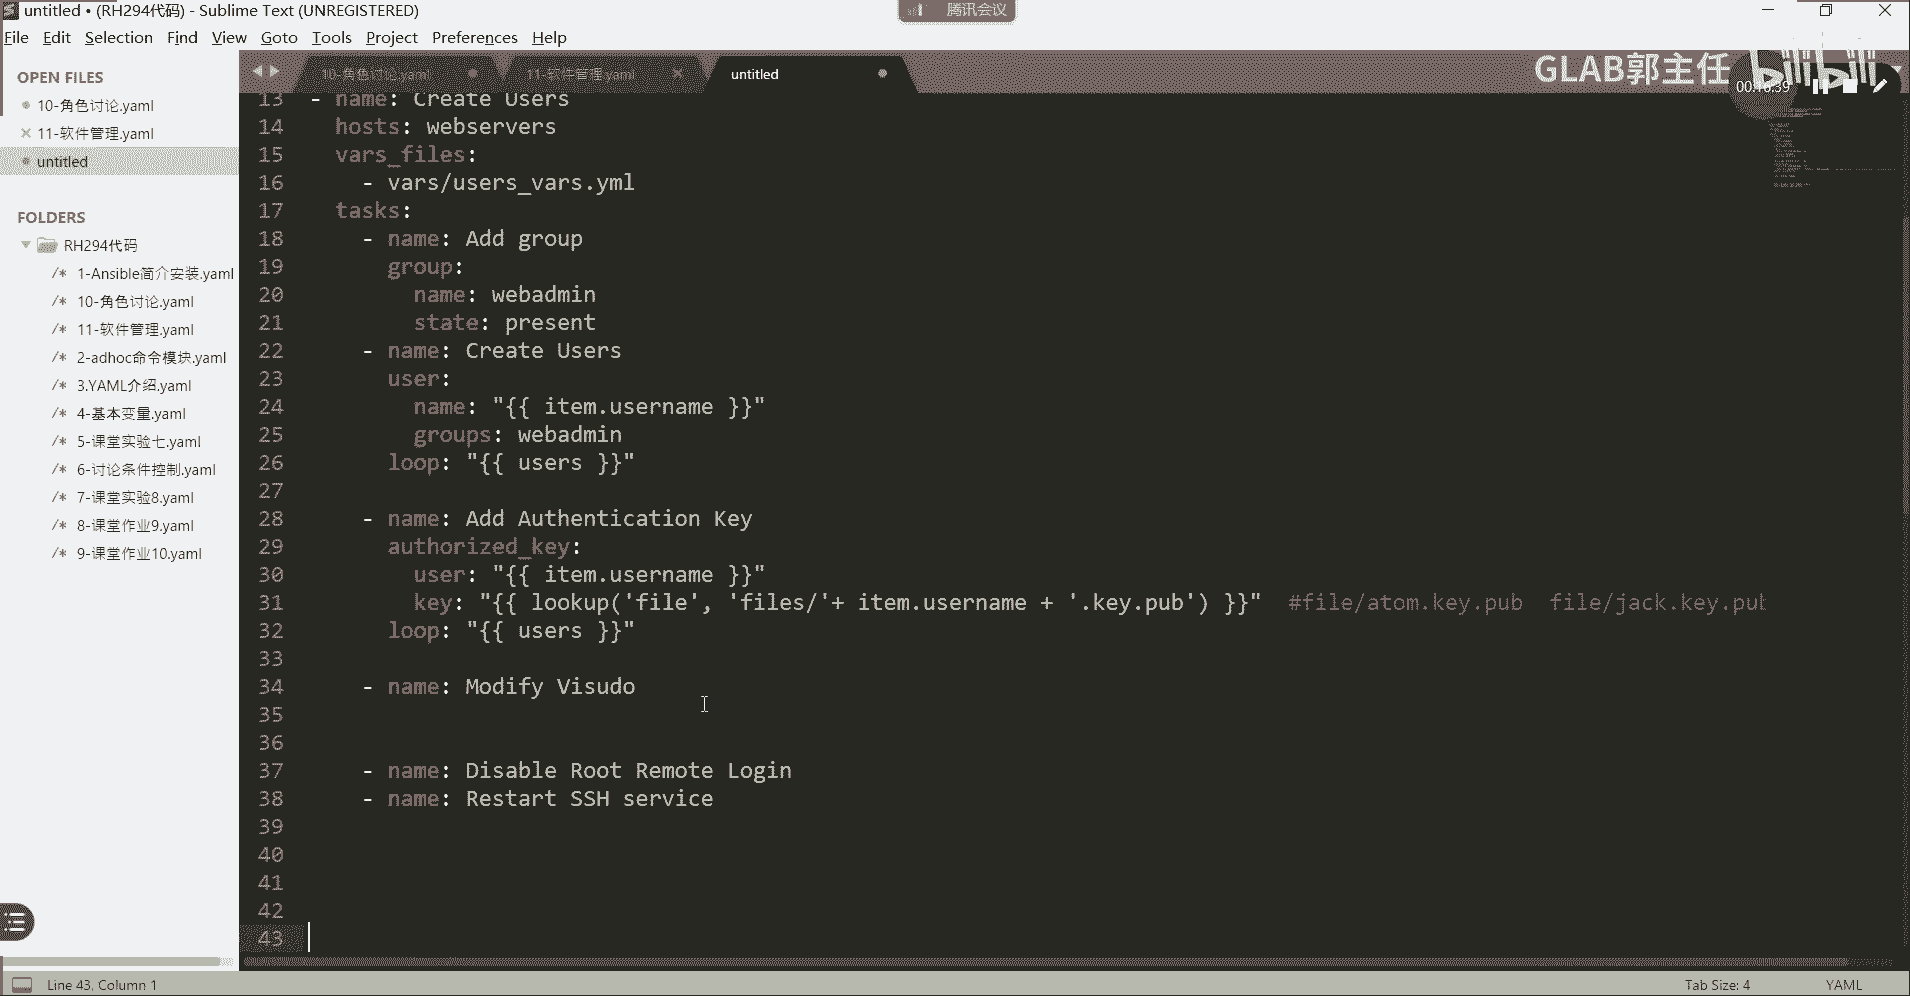 untitled • (RH294代码) - Sublime Text (UNREGISTERED)
腾讯会议
File Edit Selection Find View Goto Tools Project Preferences Help
OPEN FILES
10-角色讨论.yaml
11-软件管理.yaml
untitled
FOLDERS
RH294代码
/* 1-Ansible简介安装.yaml
/* 10-角色讨论.yaml
/* 11-软件管理.yaml
/* 2-adhoc命令模块.yaml
/* 3.YAML介绍.yaml
/* 4-基本变量.yaml
/* 5-课堂实验七.yaml
/* 6-讨论条件控制.yaml
/* 7-课堂实验8.yaml
/* 8-课堂作业9.yaml
/* 9-课堂作业10.yaml
10-角色讨论.yaml 11-软件管理.yaml untitled
GLAB郭主任 bilibili
00:16:39
13 - name: Create Users
14 hosts: webservers
15 vars_files:
16 - vars/users_vars.yml
17 tasks:
18 - name: Add group
19 group:
20 name: webadmin
21 state: present
22 - name: Create Users
23 user:
24 name: "{{ item.username }}"
25 groups: webadmin
26 loop: "{{ users }}"
27
28 - name: Add Authentication Key
29 authorized_key:
30 user: "{{ item.username }}"
31 key: "{{ lookup('file', 'files/'+ item.username + '.key.pub') }}" #file/atom.key.pub file/jack.key.pub
32 loop: "{{ users }}"
33
34 - name: Modify Visudo
35
36
37 - name: Disable Root Remote Login
38 - name: Restart SSH service
39
40
41
42
43
Line 43, Column 1
Tab Size: 4 YAML